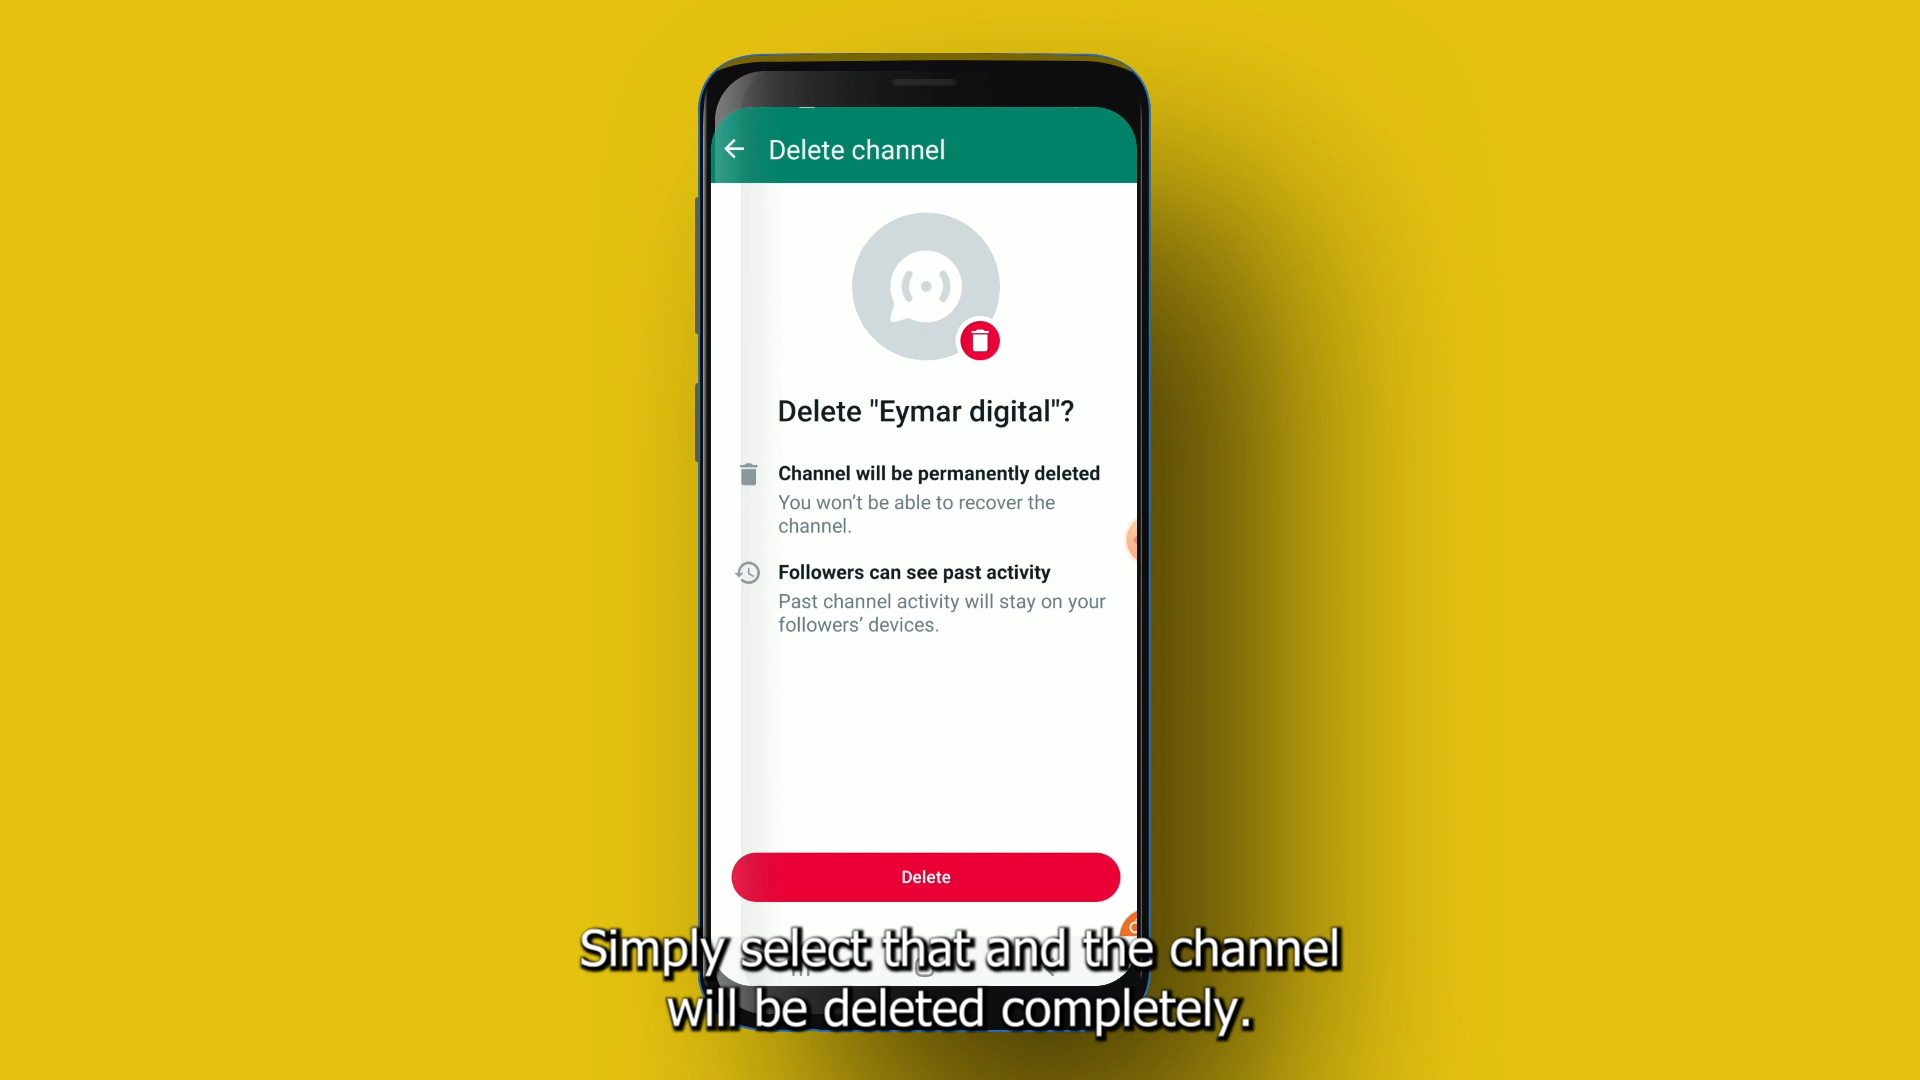 Delete channel
Delete "Eymar digital"?
Channel will be permanently deleted
You won't be able to recover the
channel.
Followers can see past activity
Past channel activity will stay on your
followers’ devices.
Delete
Simply select that and the channel
will be deleted completely.